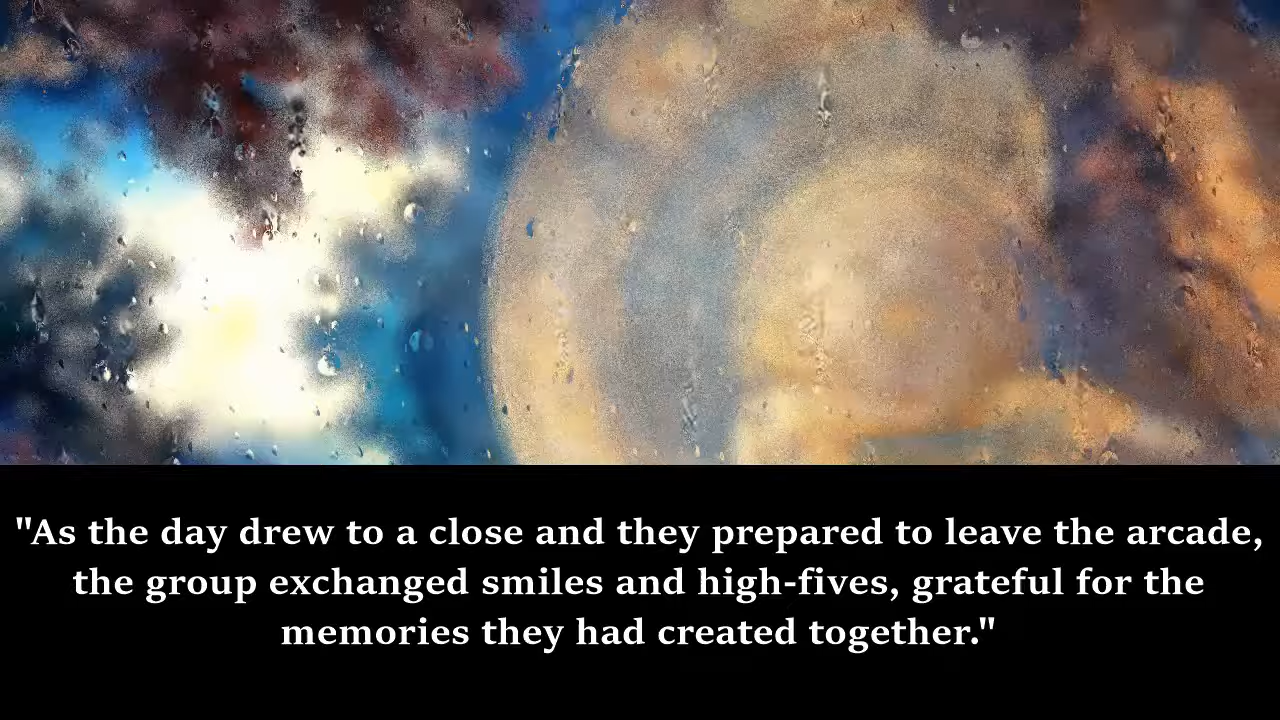 "As the day drew to a close and they prepared to leave the arcade,
the group exchanged smiles and high-fives, grateful for the
memories they had created together."